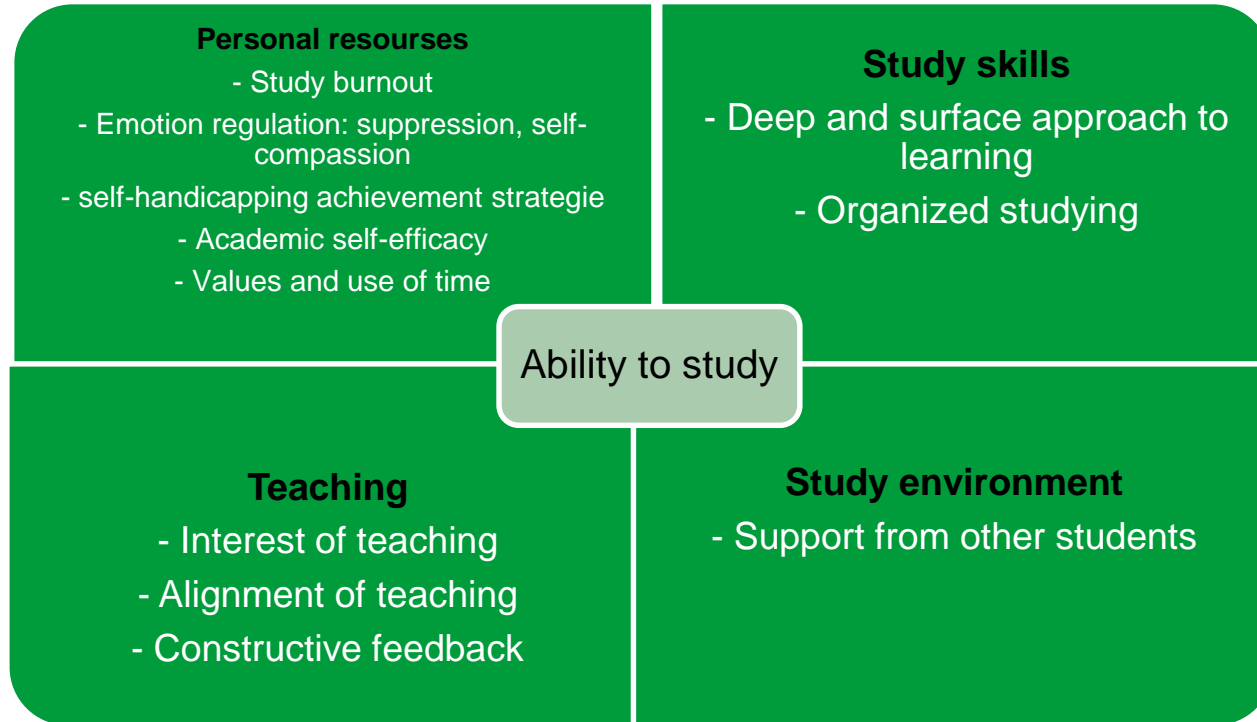 Personal resourses
- Study burnout
- Emotion regulation: suppression, self-
compassion
- self-handicapping achievement strategie
- Academic self-efficacy
- Values and use of time
Study skills
- Deep and surface approach to
learning
- Organized studying
Ability to study
Teaching
- Interest of teaching
- Alignment of teaching
- Constructive feedback
Study environment
- Support from other students